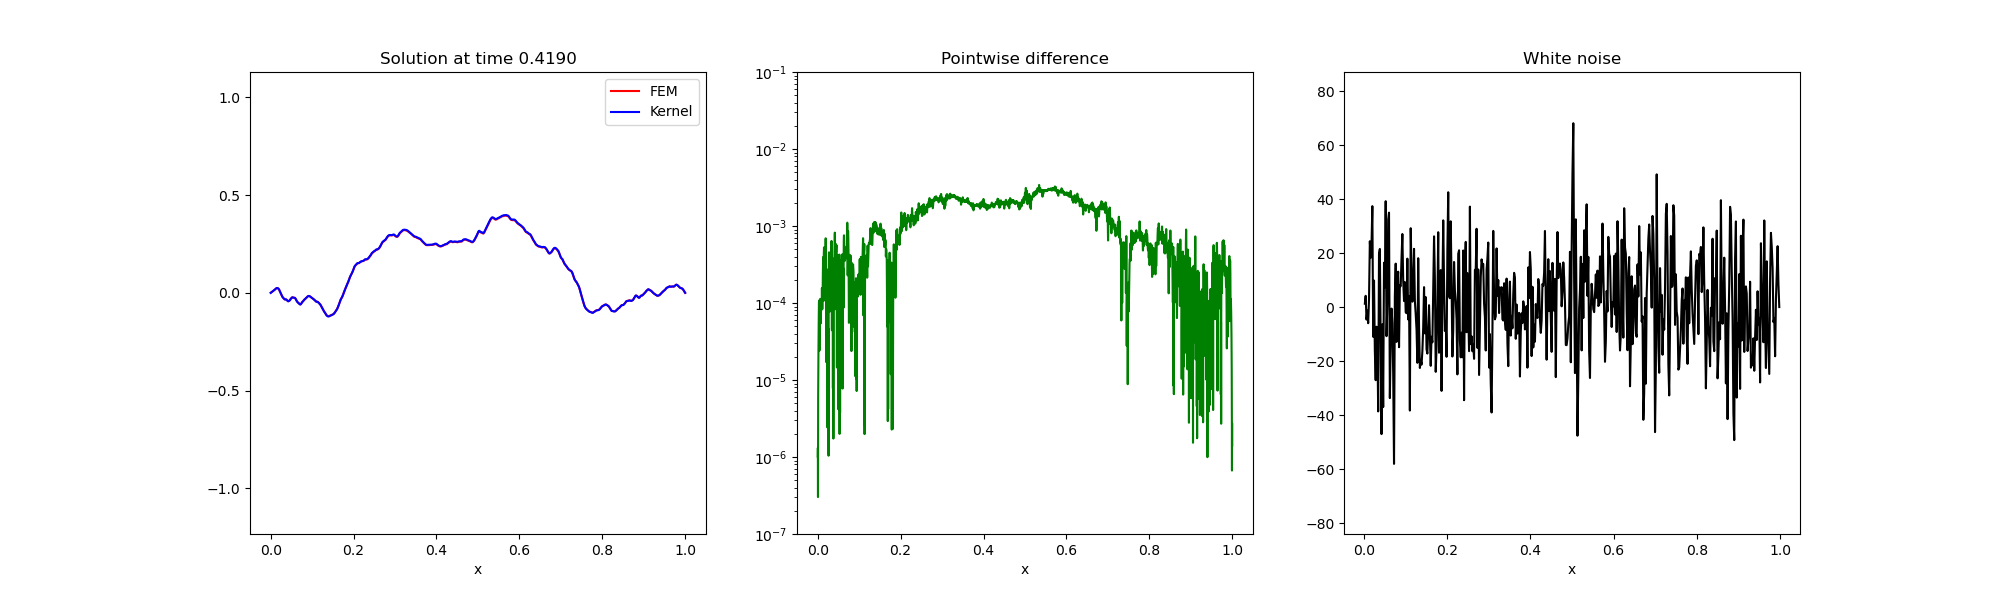 Solution at time 0.4190
1.0
0.5
0.0
−0.5
−1.0
FEM
Kernel
0.0 0.2 0.4 0.6 0.8 1.0
x
Pointwise difference
10⁻¹
10⁻²
10⁻³
10⁻⁴
10⁻⁵
10⁻⁶
10⁻⁷
0.0 0.2 0.4 0.6 0.8 1.0
x
White noise
80
60
40
20
0
−20
−40
−60
−80
0.0 0.2 0.4 0.6 0.8 1.0
x